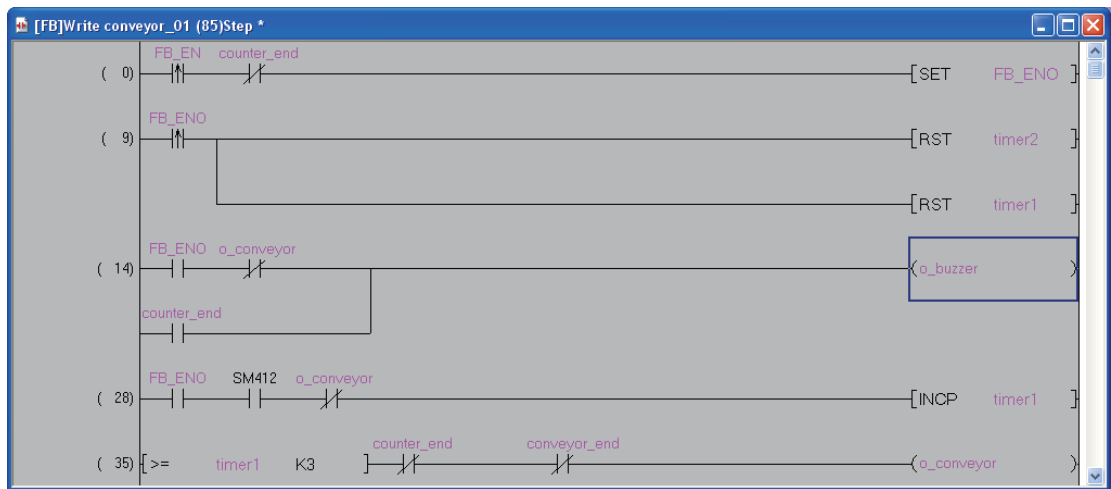 [FB]Write conveyor_01 (85)Step *
FB_EN counter_end
( 0) [SET FB_ENO ]
FB_ENO
( 9) [RST timer2 ]
[RST timer1 ]
FB_ENO o_conveyor
( 14) (o_buzzer )
counter_end
FB_ENO SM412 o_conveyor
( 28) [INCP timer1 ]
counter_end conveyor_end
( 35) [>= timer1 K3 ] (o_conveyor )